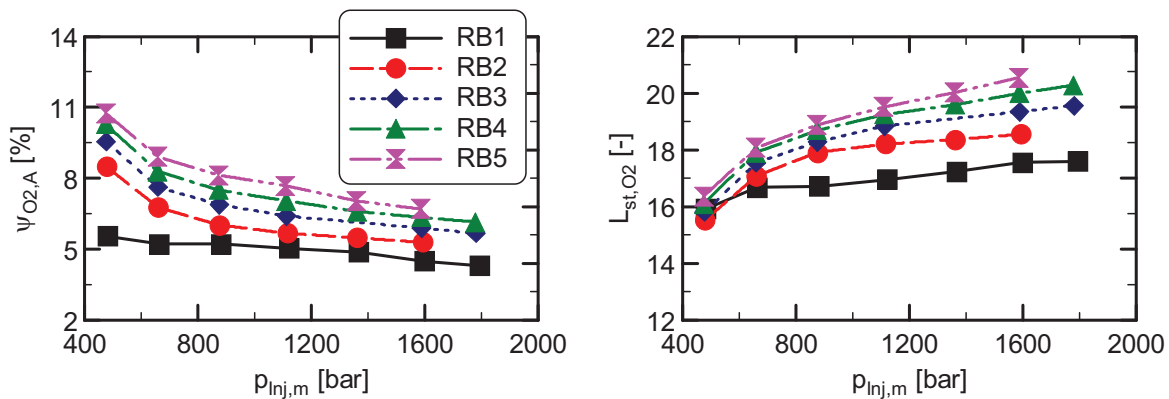 14
11
8
5
2
ψO2,A [%]
400
800
1200
1600
2000
pInj,m [bar]
RB1
RB2
RB3
RB4
RB5
22
20
18
16
14
12
Lst,O2 [-]
400
800
1200
1600
2000
pInj,m [bar]